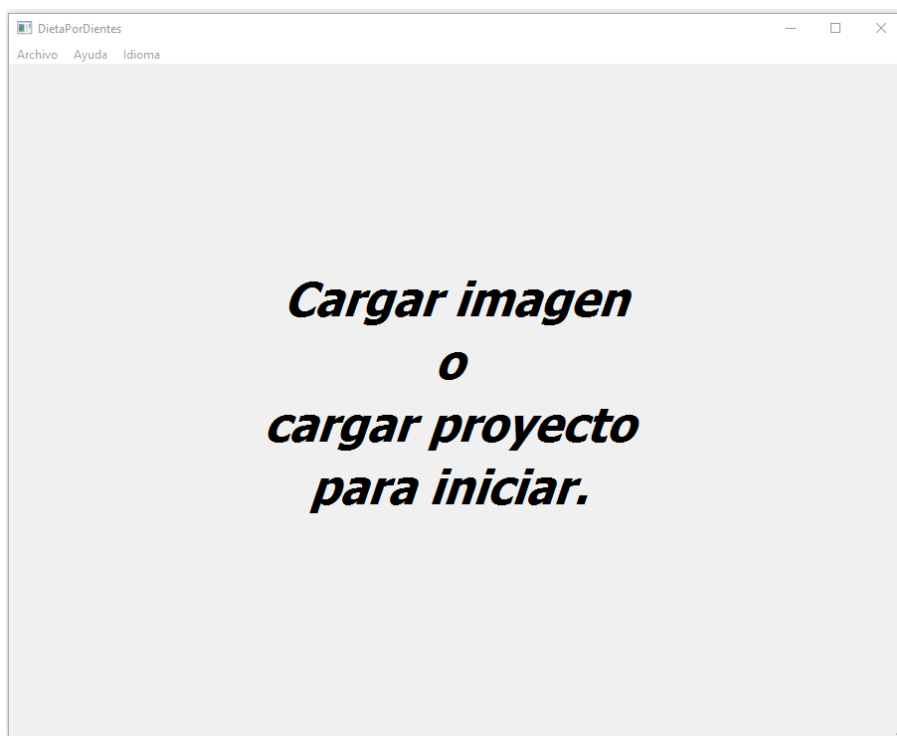 DietaPorDientes
Archivo Ayuda Idioma
Cargar imagen
o
cargar proyecto
para iniciar.